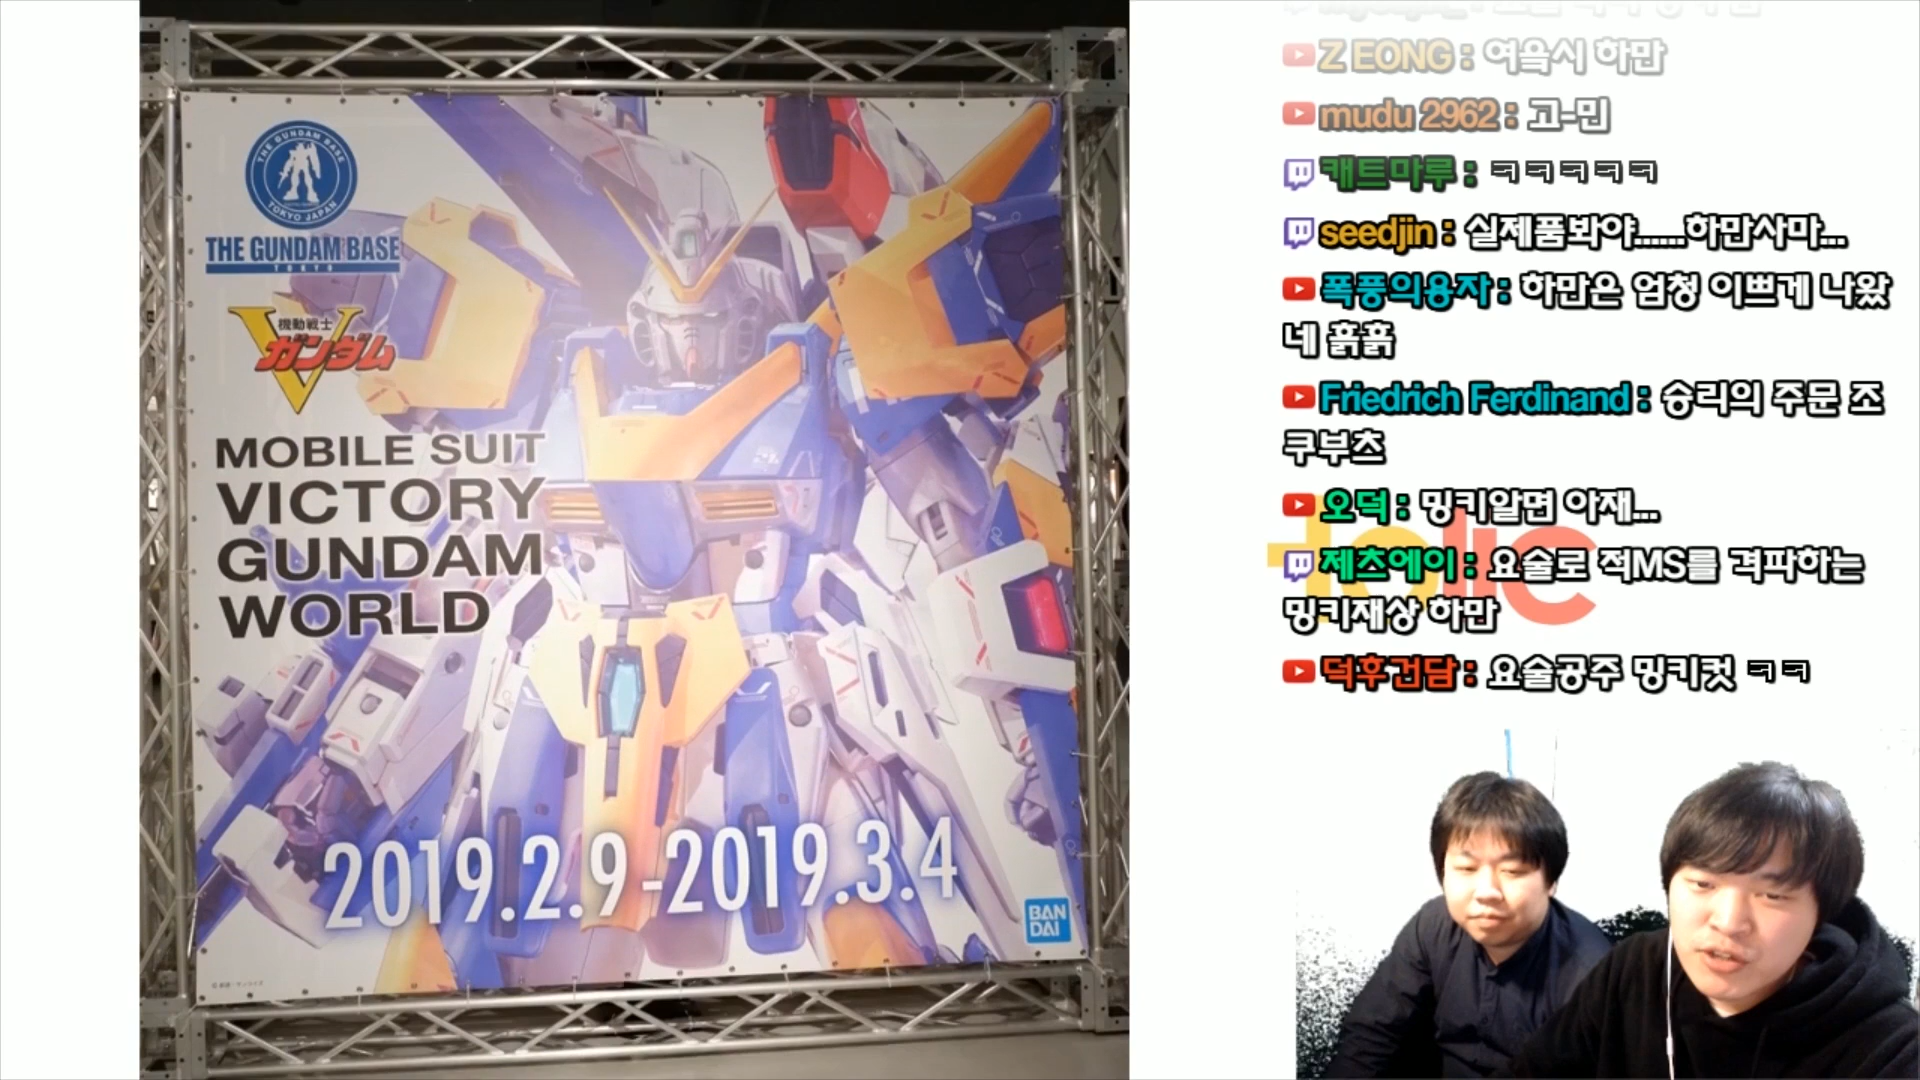 THE GUNDAM BASE
TOKYO JAPAN
THE GUNDAM BASE
TOKYO
機動戦士
Vガンダム
MOBILE SUIT
VICTORY
GUNDAM
WORLD
2019.2.9-2019.3.4
BAN
DAI
Z EONG : 여윽시 하만
mudu 2962 : 고-민
캐트마루 : ㅋㅋㅋㅋㅋ
seedjin : 실제품봐야......하만사마...
폭풍의용자 : 하만은 엄청 이쁘게 나왔
네 흙흙
Friedrich Ferdinand : 승리의 주문 조
쿠부츠
오덕 : 밍키알면 아재...
제츠에이 : 요술로 적MS를 격파하는
밍키재상 하만
덕후건담 : 요술공주 밍키컷 ㅋㅋ